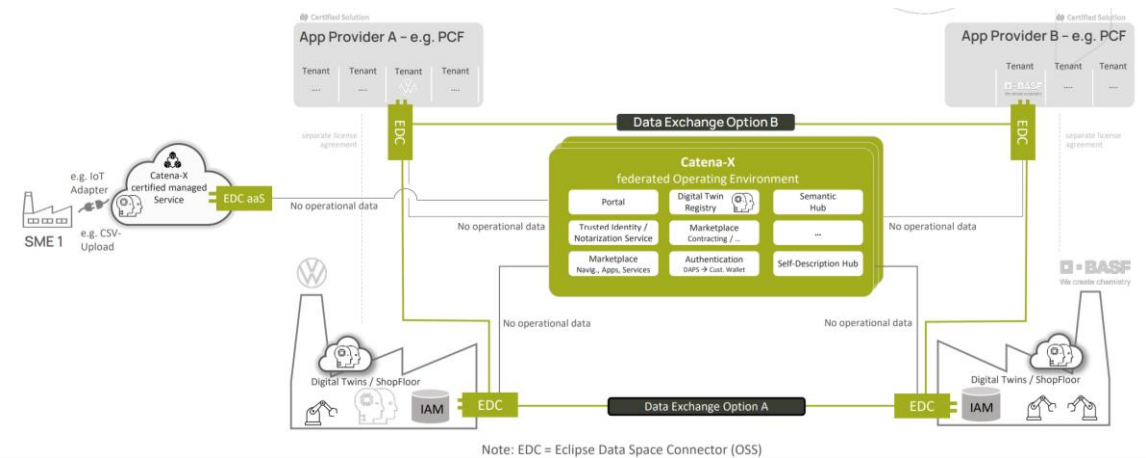 Certified Solution
App Provider A – e.g. PCF
Tenant Tenant Tenant Tenant
.... .... ....
EDC
separate license
agreement
Certified Solution
App Provider B – e.g. PCF
Tenant Tenant Tenant
BASF
We create chemistry
.... ....
EDC
separate license
agreement
Data Exchange Option B
Catena-X
federated Operating Environment
Portal
Digital Twin
Registry
Semantic
Hub
Trusted Identity /
Notarization Service
Marketplace
Contracting / ...
...
Marketplace
Navig., Apps, Services
Authentication
DAPS → Cust. Wallet
Self-Description Hub
e.g. IoT
Adapter
Catena-X
certified managed
Service
EDC aaS
SME 1
e.g. CSV-
Upload
No operational data
No operational data
No operational data
No operational data
No operational data
BASF
We create chemistry
Digital Twins / ShopFloor
IAM
EDC
Data Exchange Option A
EDC
Digital Twins / ShopFloor
IAM
Note: EDC = Eclipse Data Space Connector (OSS)